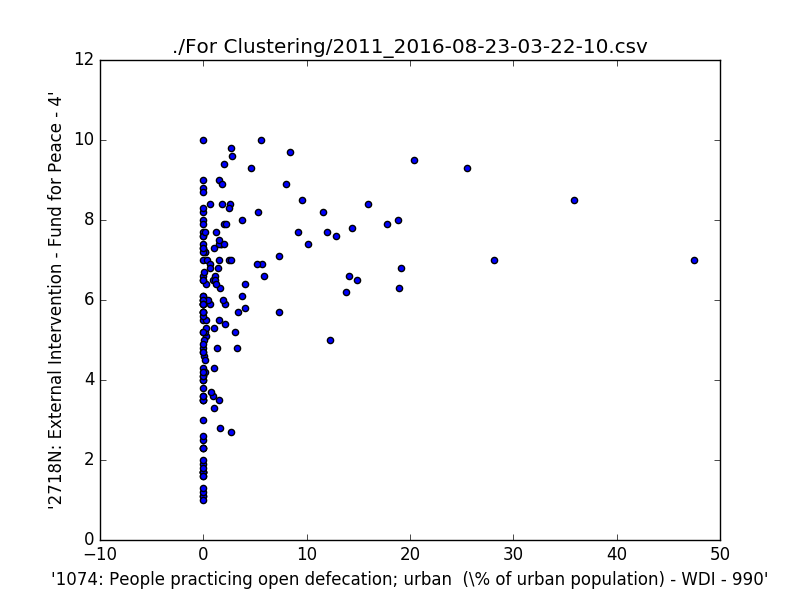 ./For Clustering/2011_2016-08-23-03-22-10.csv
12
10
8
6
4
2
0
'2718N: External Intervention - Fund for Peace - 4'
−10 0 10 20 30 40 50
'1074: People practicing open defecation; urban  (\% of urban population) - WDI - 990'